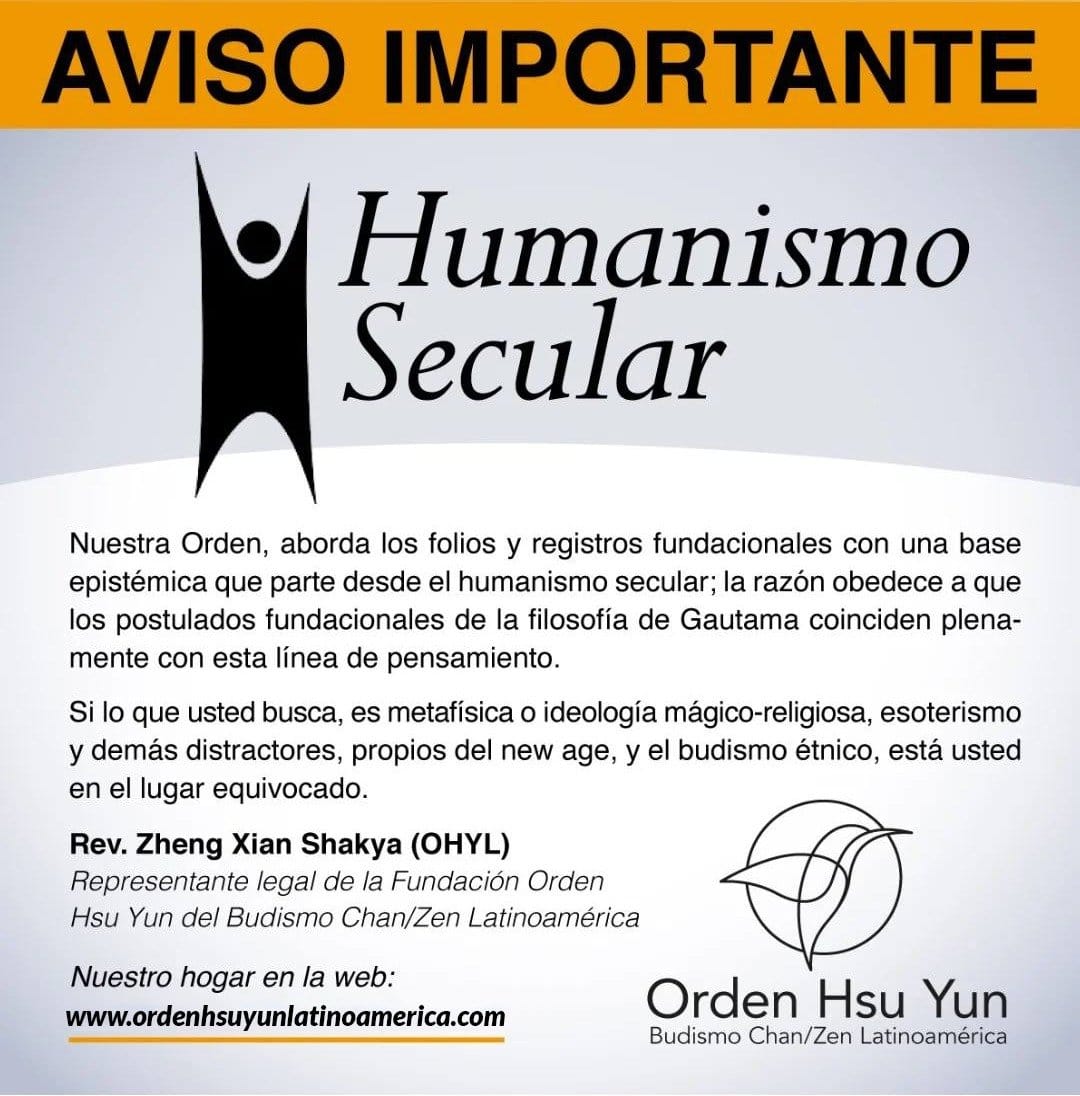 AVISO IMPORTANTE
Humanismo
Secular
Nuestra Orden, aborda los folios y registros fundacionales con una base
epistémica que parte desde el humanismo secular; la razón obedece a que
los postulados fundacionales de la filosofía de Gautama coinciden plena-
mente con esta línea de pensamiento.
Si lo que usted busca, es metafísica o ideología mágico-religiosa, esoterismo
y demás distractores, propios del new age, y el budismo étnico, está usted
en el lugar equivocado.
Rev. Zheng Xian Shakya (OHYL)
Representante legal de la Fundación Orden
Hsu Yun del Budismo Chan/Zen Latinoamérica
Nuestro hogar en la web:
www.ordenhsuyunlatinoamerica.com
Orden Hsu Yun
Budismo Chan/Zen Latinoamérica